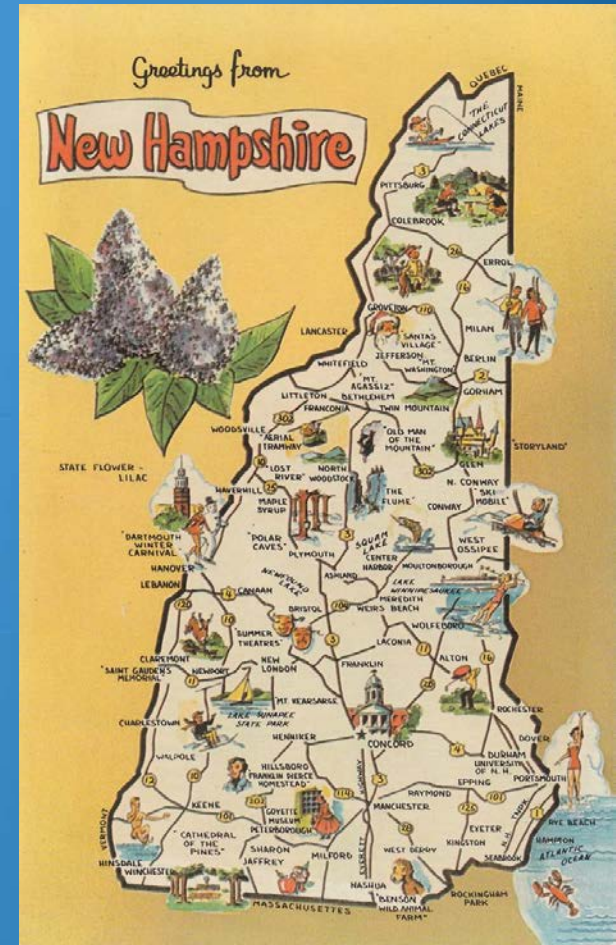 Greetings from
New Hampshire
QUEBEC
MAINE
"THE
CONNECTICUT
LAKES"
3
PITTSBURG
COLEBROOK
26
ERROL
16
GROVETON
110
LANCASTER
"SANTAS
VILLAGE"
MILAN
JEFFERSON
"MT.
WASHINGTON"
BERLIN
WHITEFIELD
2
"MT.
AGASSIZ"
GORHAM
LITTLETON
BETHLEHEM
FRANCONIA
TWIN MOUNTAIN
302
WOODSVILLE
"AERIAL
TRAMWAY"
"OLD MAN
OF THE
MOUNTAIN"
"STORYLAND"
STATE FLOWER -
LILAC
10
"LOST
RIVER"
NORTH
WOODSTOCK
302
GLEN
N. CONWAY
HAVERHILL
25
MAPLE
SYRUP
"THE
FLUME"
CONWAY
"SKI
MOBILE"
"DARTMOUTH
WINTER
CARNIVAL"
"POLAR
CAVES"
PLYMOUTH
3
SQUAM
LAKE
CENTER
HARBOR
WEST
OSSIPEE
MOULTONBOROUGH
HANOVER
NEWFOUND
LAKE
ASHLAND
LEBANON
4
CANAAN
LAKE
WINNIPESAUKEE
MEREDITH
120
10
BRISTOL
104
WEIRS BEACH
WOLFEBORO
"SUMMER
THEATRES"
3
LACONIA
11
ALTON
16
CLAREMONT
"SAINT GAUDENS
MEMORIAL"
NEWPORT
11
NEW
LONDON
FRANKLIN
28
MT. KEARSARGE
LAKE SUNAPEE
STATE PARK
ROCHESTER
CHARLESTOWN
HENNIKER
CONCORD
DOVER
4
DURHAM
UNIVERSITY
OF N.H.
WALPOLE
HILLSBORO
"FRANKLIN PIERCE
HOMESTEAD"
PORTSMOUTH
12
10
HIGHWAY
3
EPPING
RAYMOND
101
KEENE
202
114
GOYETTE
MUSEUM
PETERBOROUGH
MANCHESTER
125
1
RYE BEACH
101
N.H. TNPK
EXETER
VERMONT
"CATHEDRAL
OF THE
PINES"
28
KINGSTON
HAMPTON
SHARON
WEST DERRY
ATLANTIC
OCEAN
SEABROOK
HINSDALE
JAFFREY
MILFORD
EVERETT
WINCHESTER
NASHUA
"BENSON
WILD ANIMAL
FARM"
ROCKINGHAM
PARK
MASSACHUSETTS